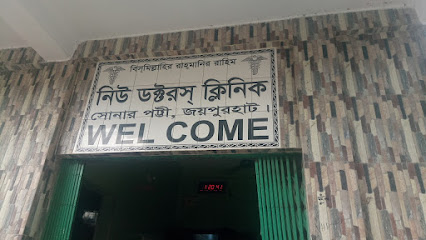 বিসমিল্লাহির রাহমানির রাহিম
নিউ ডক্টরস্ ক্লিনিক
সোনার পট্টী, জয়পুরহাট।
WEL COME